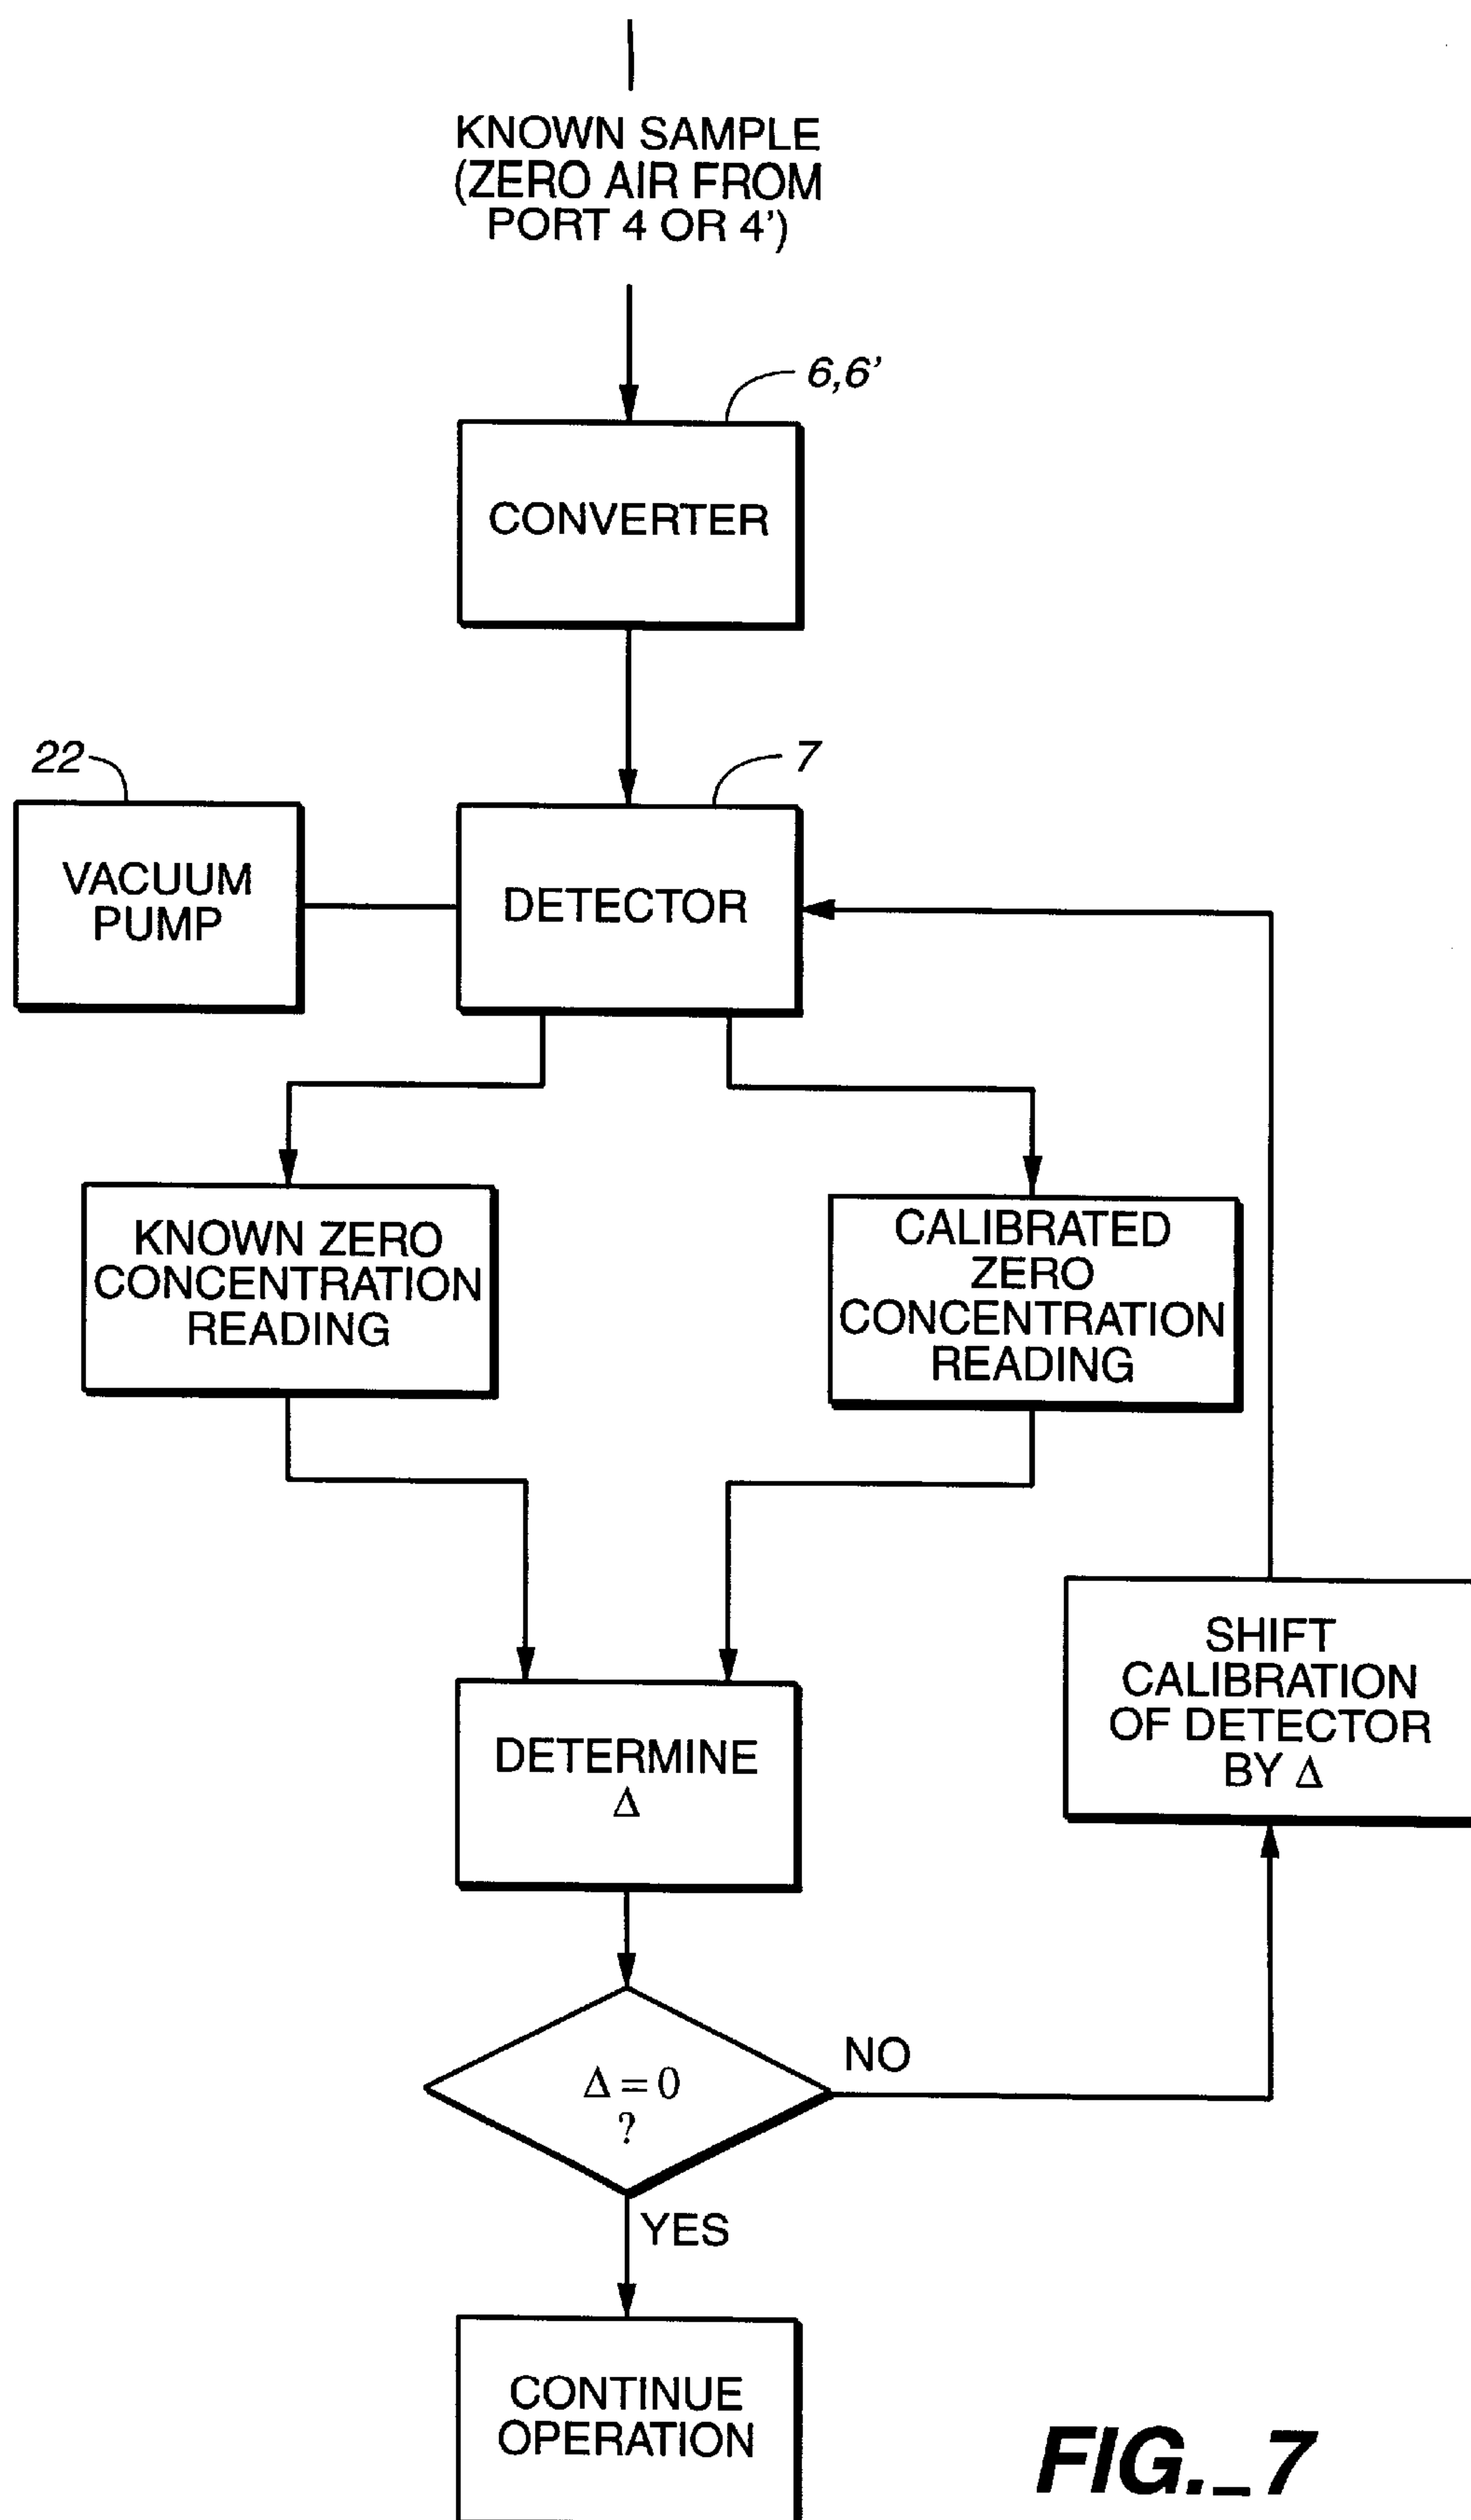 KNOWN SAMPLE
(ZERO AIR FROM
PORT 4 OR 4')
6,6'
CONVERTER
22
7
VACUUM
PUMP
DETECTOR
KNOWN ZERO
CONCENTRATION
READING
CALIBRATED
ZERO
CONCENTRATION
READING
SHIFT
CALIBRATION
OF DETECTOR
BY Δ
DETERMINE
Δ
NO
Δ = 0
?
YES
CONTINUE
OPERATION
FIG._7